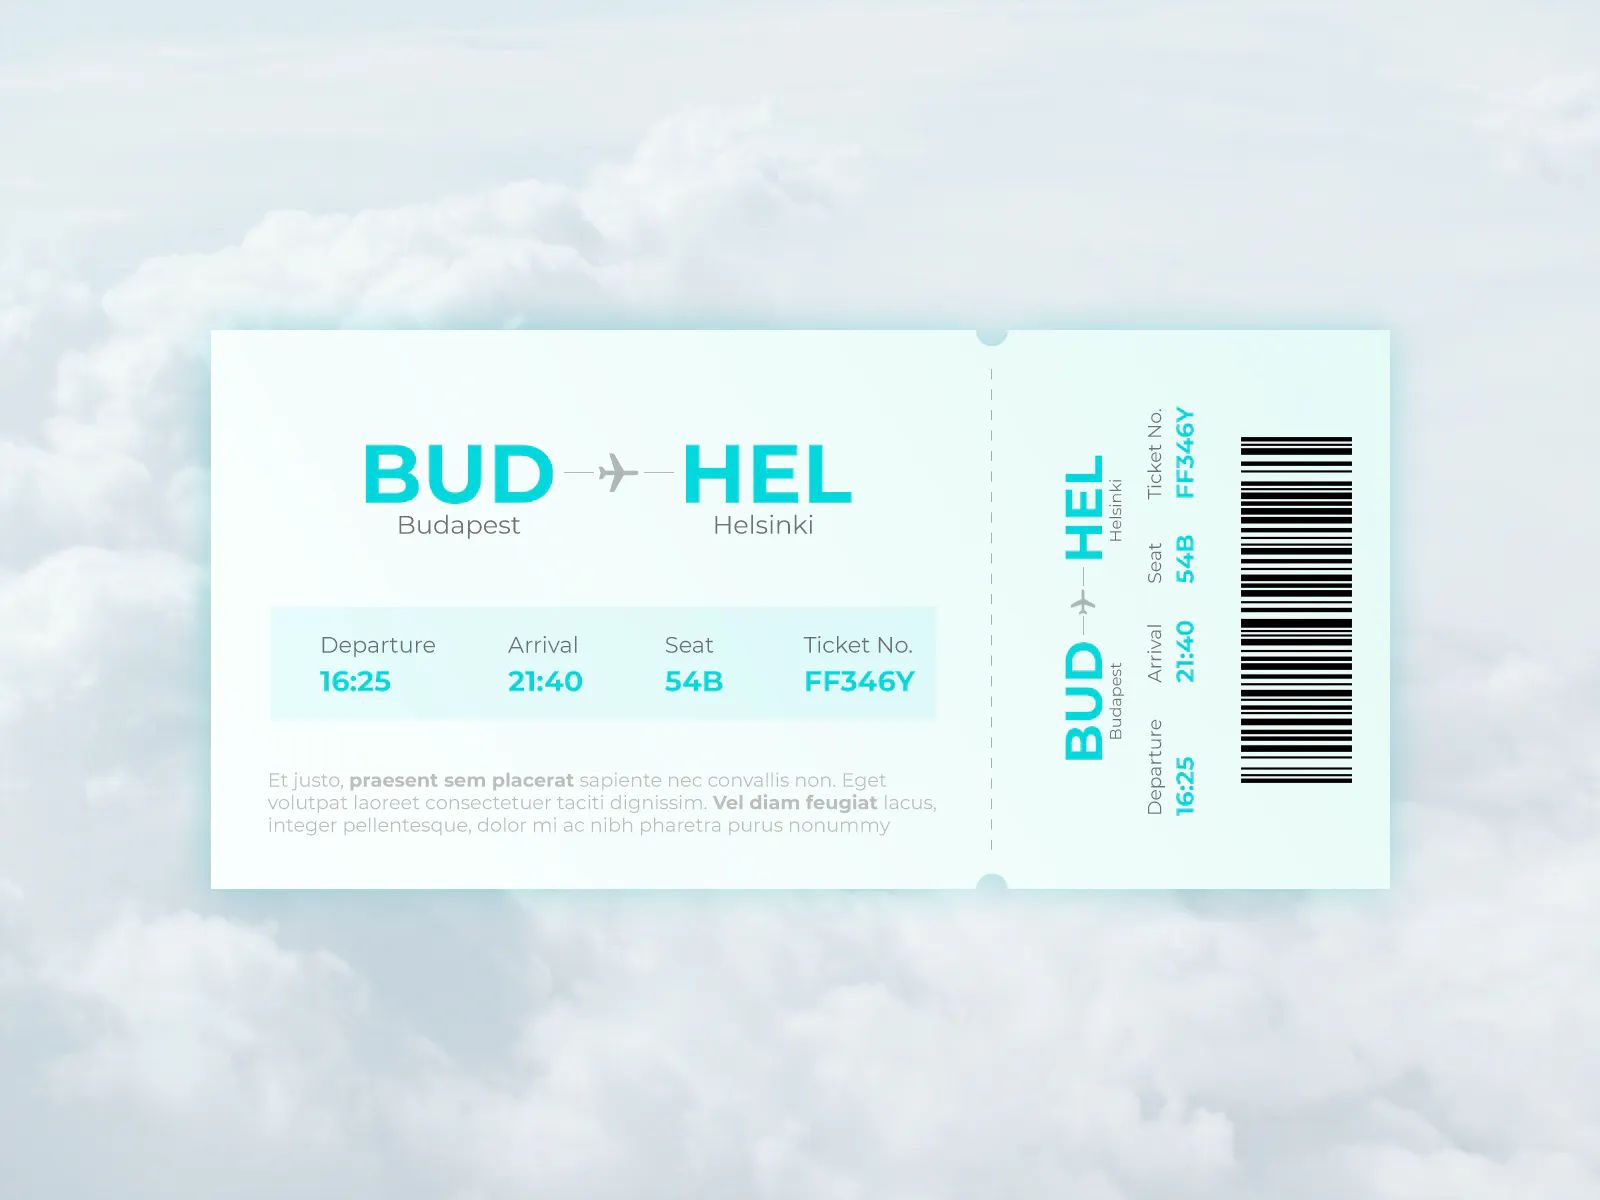 BUD HEL
Budapest Helsinki
Departure Arrival Seat Ticket No.
16:25 21:40 54B FF346Y
Et justo, praesent sem placerat sapiente nec convallis non. Eget
volutpat laoreet consectetuer taciti dignissim. Vel diam feugiat lacus,
integer pellentesque, dolor mi ac nibh pharetra purus nonummy
BUD HEL
Budapest Helsinki
Departure Arrival Seat Ticket No.
16:25 21:40 54B FF346Y